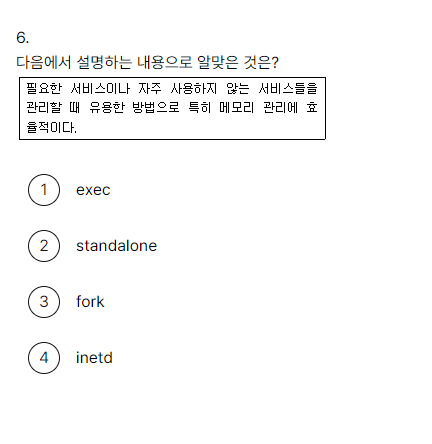 6.
다음에서 설명하는 내용으로 알맞은 것은?
필요한 서비스이나 자주 사용하지 않는 서비스들을
관리할 때 유용한 방법으로 특히 메모리 관리에 효
율적이다.
1 exec
2 standalone
3 fork
4 inetd